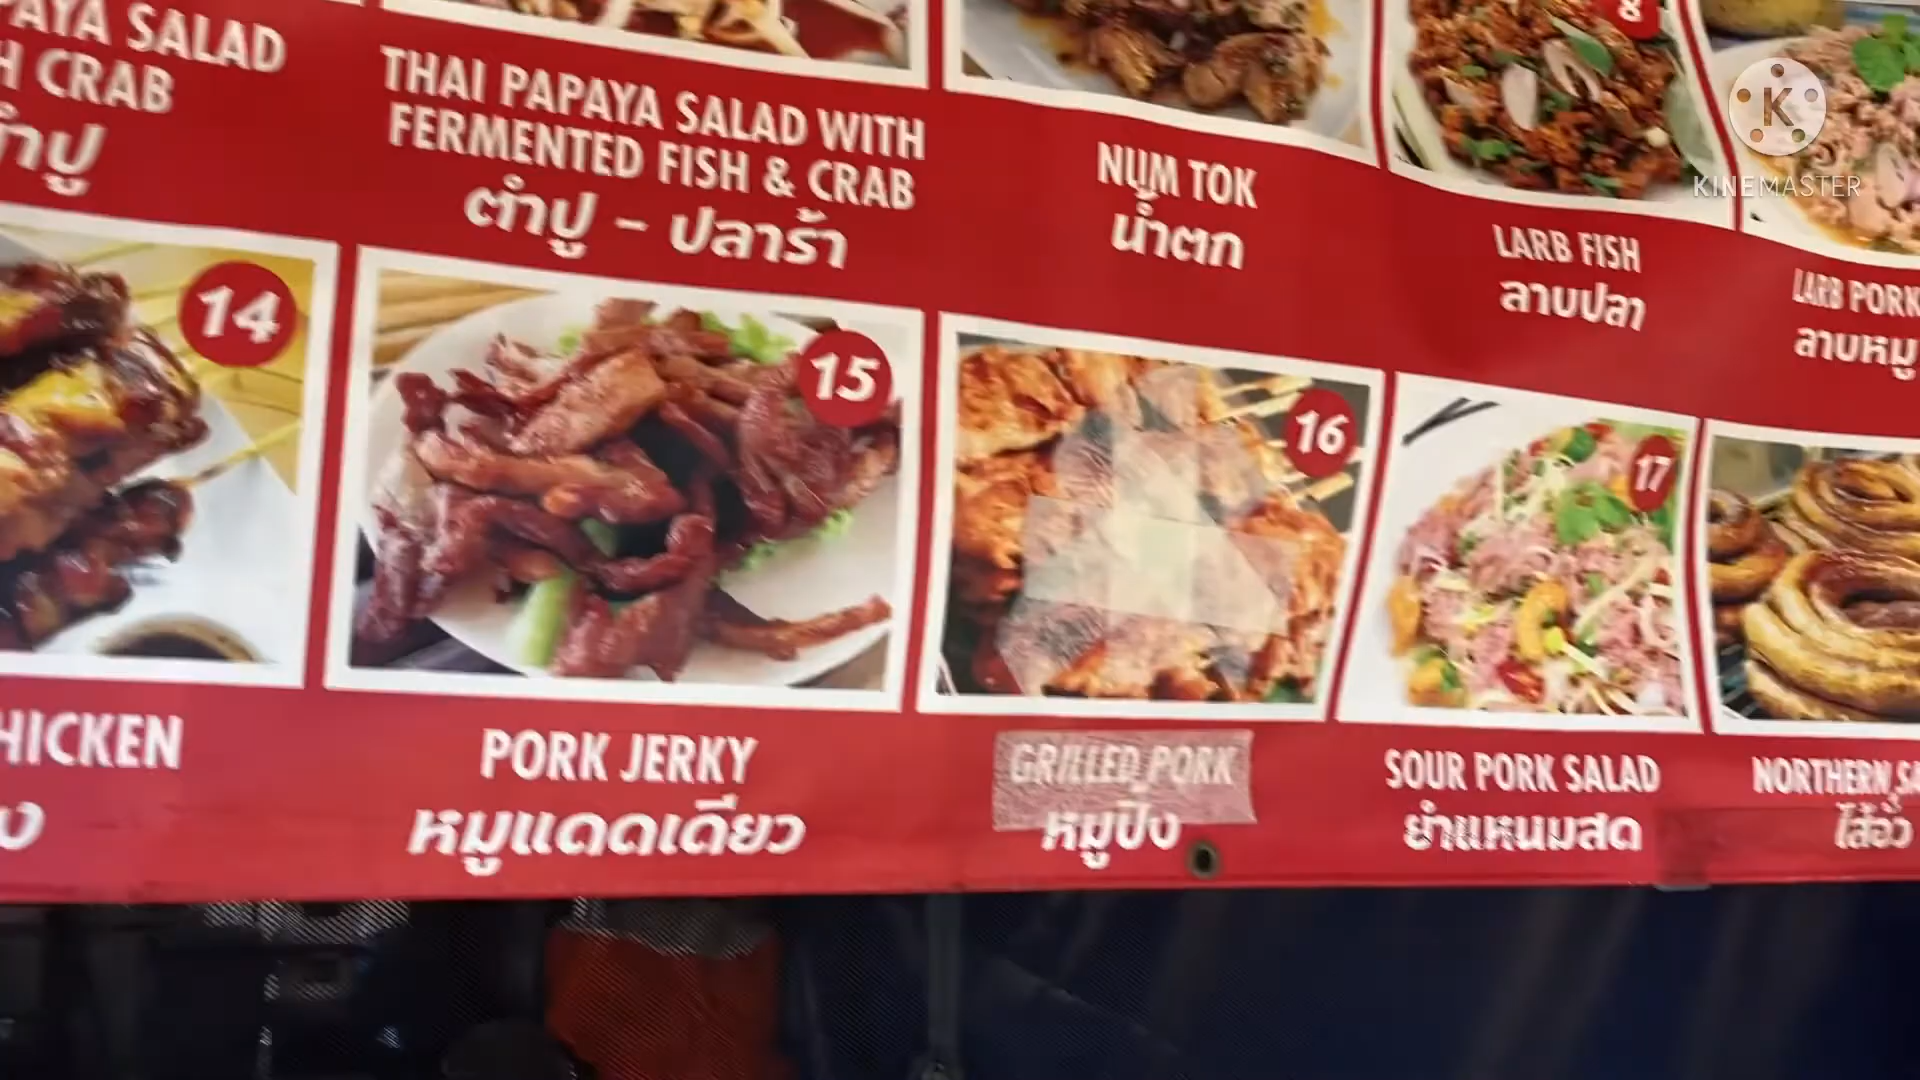 PAYA SALAD
H CRAB
ตำปู
THAI PAPAYA SALAD WITH
FERMENTED FISH & CRAB
ตำปู - ปลาร้า
NUM TOK
น้ำตก
8
LARB FISH
ลาบปลา
LARB PORK
ลาบหมู
K
KINEMASTER
14
HICKEN
15
PORK JERKY
หมูแดดเดียว
16
GRILLED PORK
หมูปิ้ง
17
SOUR PORK SALAD
ยำแหนมสด
NORTHERN SA
ไส้อั่ว